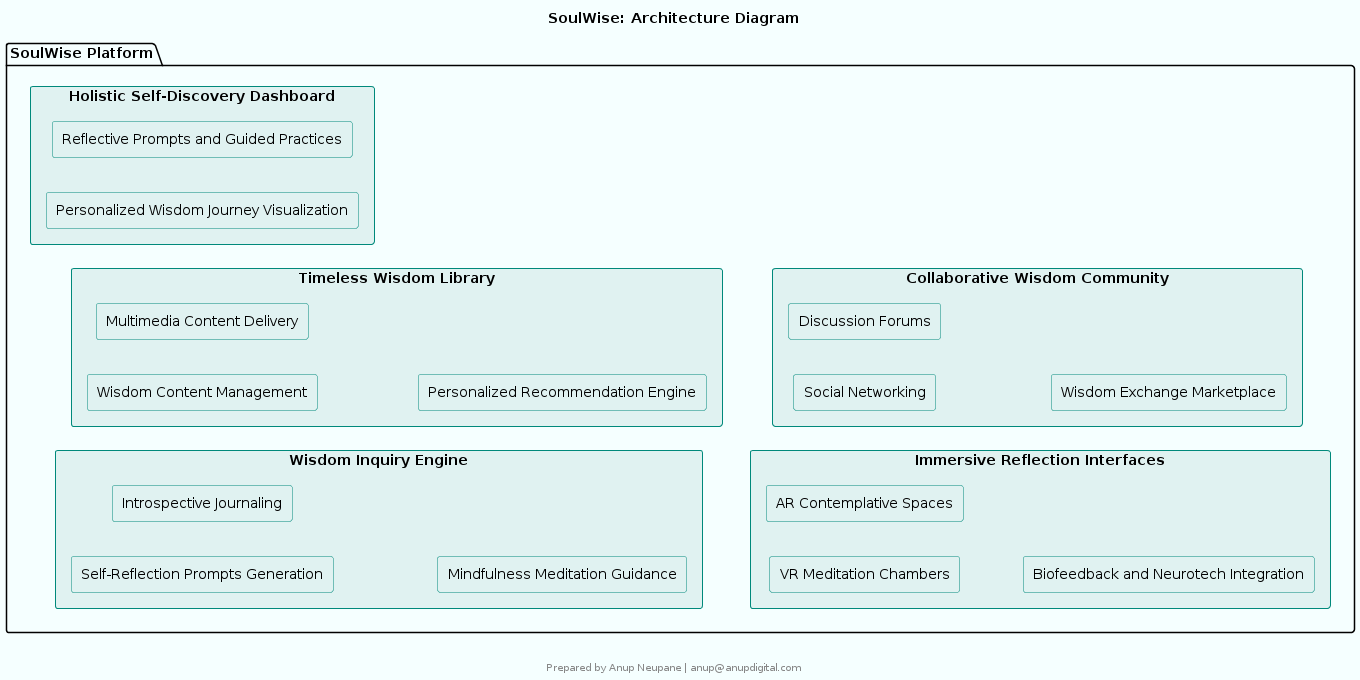 SoulWise: Architecture Diagram
SoulWise Platform
Holistic Self-Discovery Dashboard
Reflective Prompts and Guided Practices
Personalized Wisdom Journey Visualization
Timeless Wisdom Library
Multimedia Content Delivery
Wisdom Content Management
Personalized Recommendation Engine
Collaborative Wisdom Community
Discussion Forums
Social Networking
Wisdom Exchange Marketplace
Wisdom Inquiry Engine
Introspective Journaling
Self-Reflection Prompts Generation
Mindfulness Meditation Guidance
Immersive Reflection Interfaces
AR Contemplative Spaces
VR Meditation Chambers
Biofeedback and Neurotech Integration
Prepared by Anup Neupane | anup@anupdigital.com